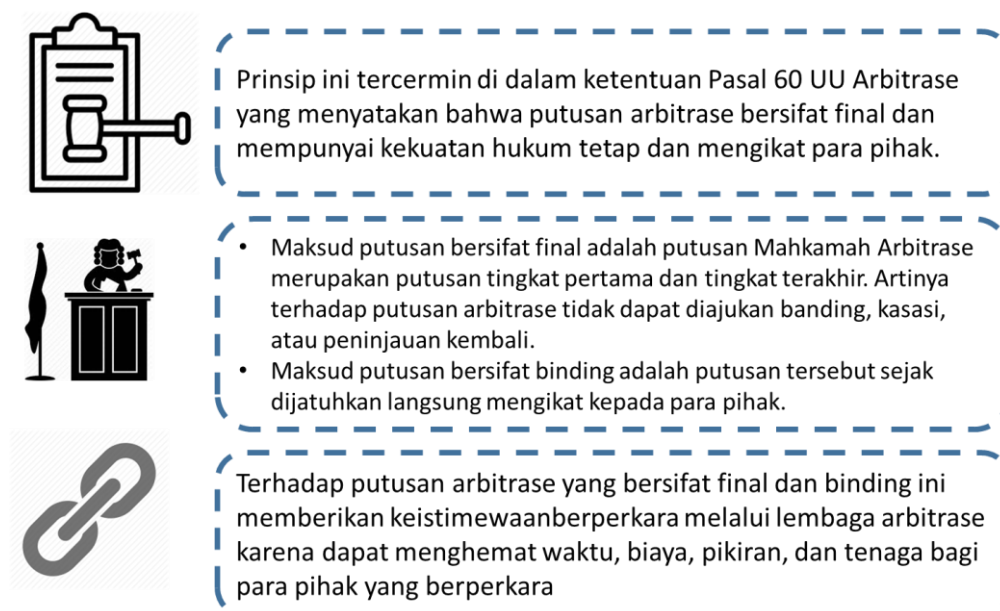 Prinsip ini tercermin di dalam ketentuan Pasal 60 UU Arbitrase
yang menyatakan bahwa putusan arbitrase bersifat final dan
mempunyai kekuatan hukum tetap dan mengikat para pihak.
• Maksud putusan bersifat final adalah putusan Mahkamah Arbitrase
merupakan putusan tingkat pertama dan tingkat terakhir. Artinya
terhadap putusan arbitrase tidak dapat diajukan banding, kasasi,
atau peninjauan kembali.
• Maksud putusan bersifat binding adalah putusan tersebut sejak
dijatuhkan langsung mengikat kepada para pihak.
Terhadap putusan arbitrase yang bersifat final dan binding ini
memberikan keistimewaanberperkara melalui lembaga arbitrase
karena dapat menghemat waktu, biaya, pikiran, dan tenaga bagi
para pihak yang berperkara